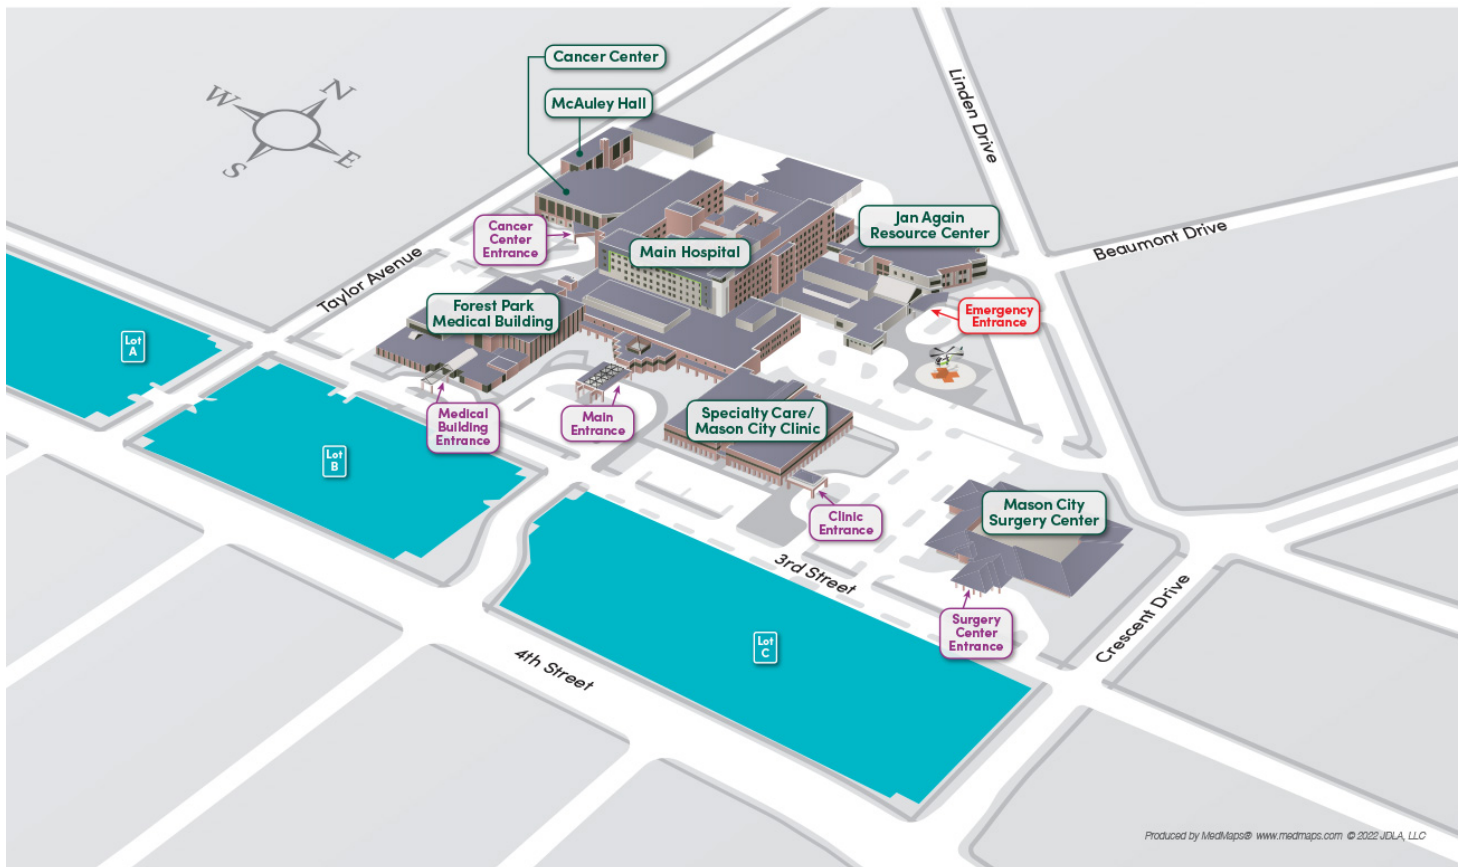 Cancer Center
McAuley Hall
W
N
S
E
Linden Drive
Cancer
Center
Entrance
Main Hospital
Jan Again
Resource Center
Beaumont Drive
Taylor Avenue
Forest Park
Medical Building
Emergency
Entrance
Lot
A
Medical
Building
Entrance
Main
Entrance
Specialty Care/
Mason City Clinic
Lot
B
Clinic
Entrance
Mason City
Surgery Center
3rd Street
Surgery
Center
Entrance
Crescent Drive
Lot
C
4th Street
Produced by MedMaps® www.medmaps.com © 2022 JDLA, LLC